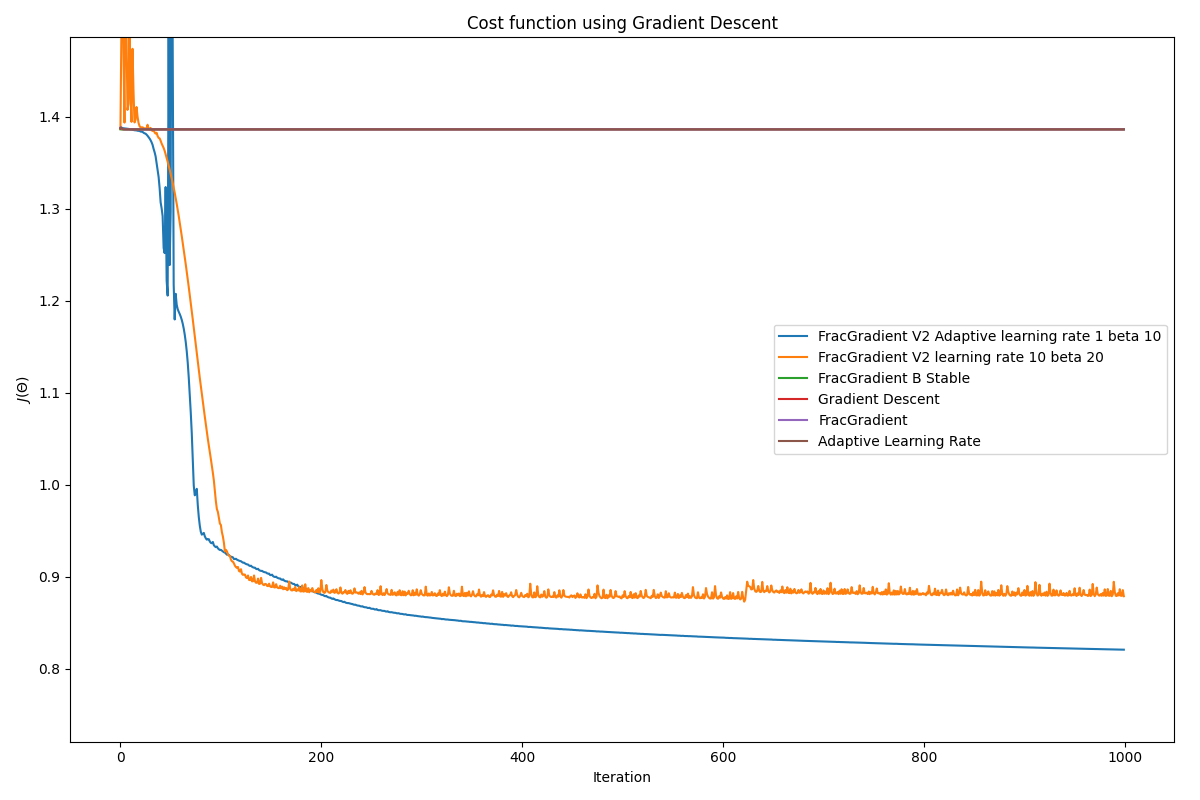 Cost function using Gradient Descent
1.4
1.3
1.2
1.1
1.0
0.9
0.8
J(Θ)
FracGradient V2 Adaptive learning rate 1 beta 10
FracGradient V2 learning rate 10 beta 20
FracGradient B Stable
Gradient Descent
FracGradient
Adaptive Learning Rate
0 200 400 600 800 1000
Iteration